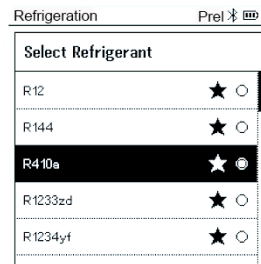 Refrigeration Prel
Select Refrigerant
R12
R144
R410a
R1233zd
R1234yf